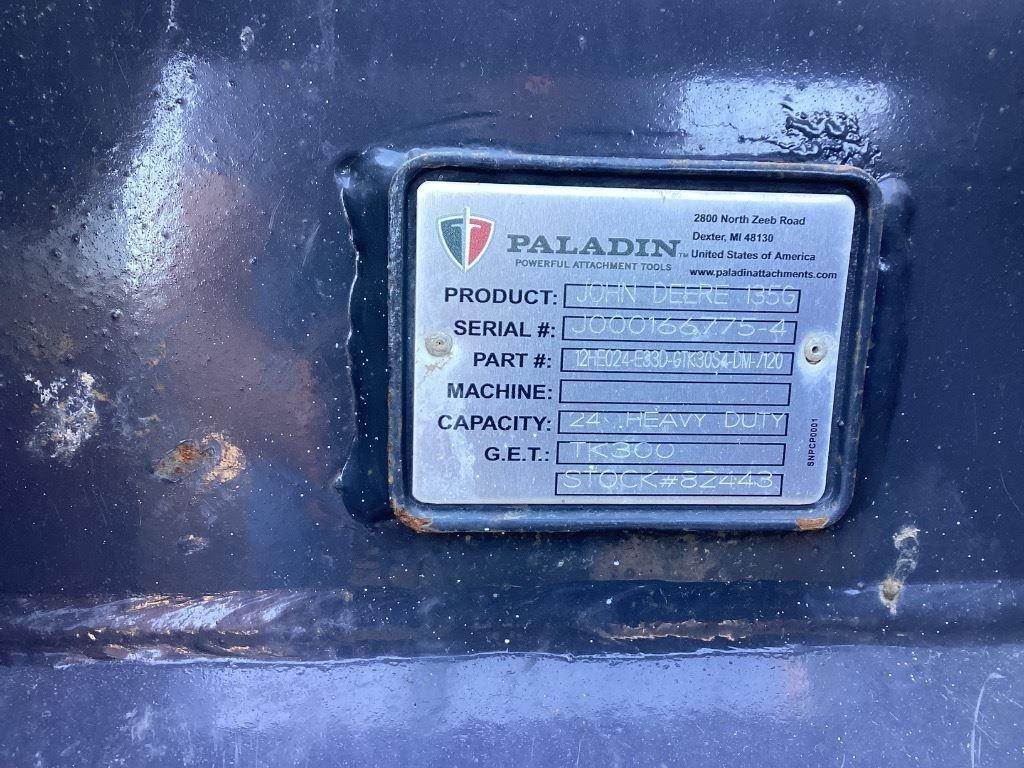 PALADIN™
POWERFUL ATTACHMENT TOOLS
2800 North Zeeb Road
Dexter, MI 48130
United States of America
www.paladinattachments.com
PRODUCT: JOHN DEERE 135G
SERIAL #: J000166775-4
PART #: 12HE024-E33D-GTK30S4-DM-/120
MACHINE:
CAPACITY: 24" HEAVY DUTY
G.E.T.: TK300
STOCK#82443
SNPCP0001